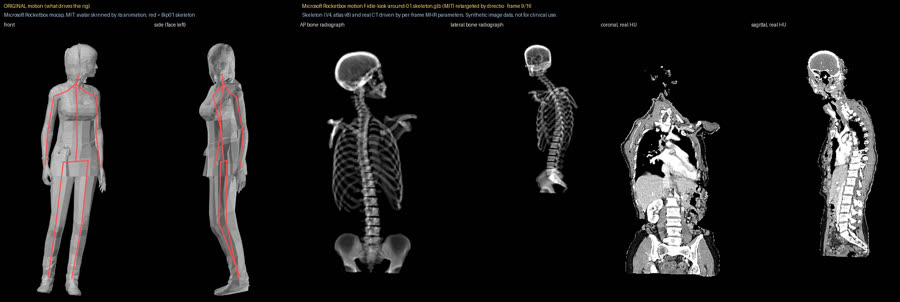 ORIGINAL motion (what drives the rig)
Microsoft Rocketbox mocap. MIT avatar skinned by its animation, red = Bip01 skeleton
front
side (face left)
Microsoft Rocketbox motion f-idle-look-around-01.skeleton.glb (MIT) retargeted by directio frame 9/16
Skeleton (V4, atlas v8) and real CT driven by per-frame MHR parameters. Synthetic image data, not for clinical use.
AP bone radiograph
lateral bone radiograph
coronal, real HU
sagittal, real HU